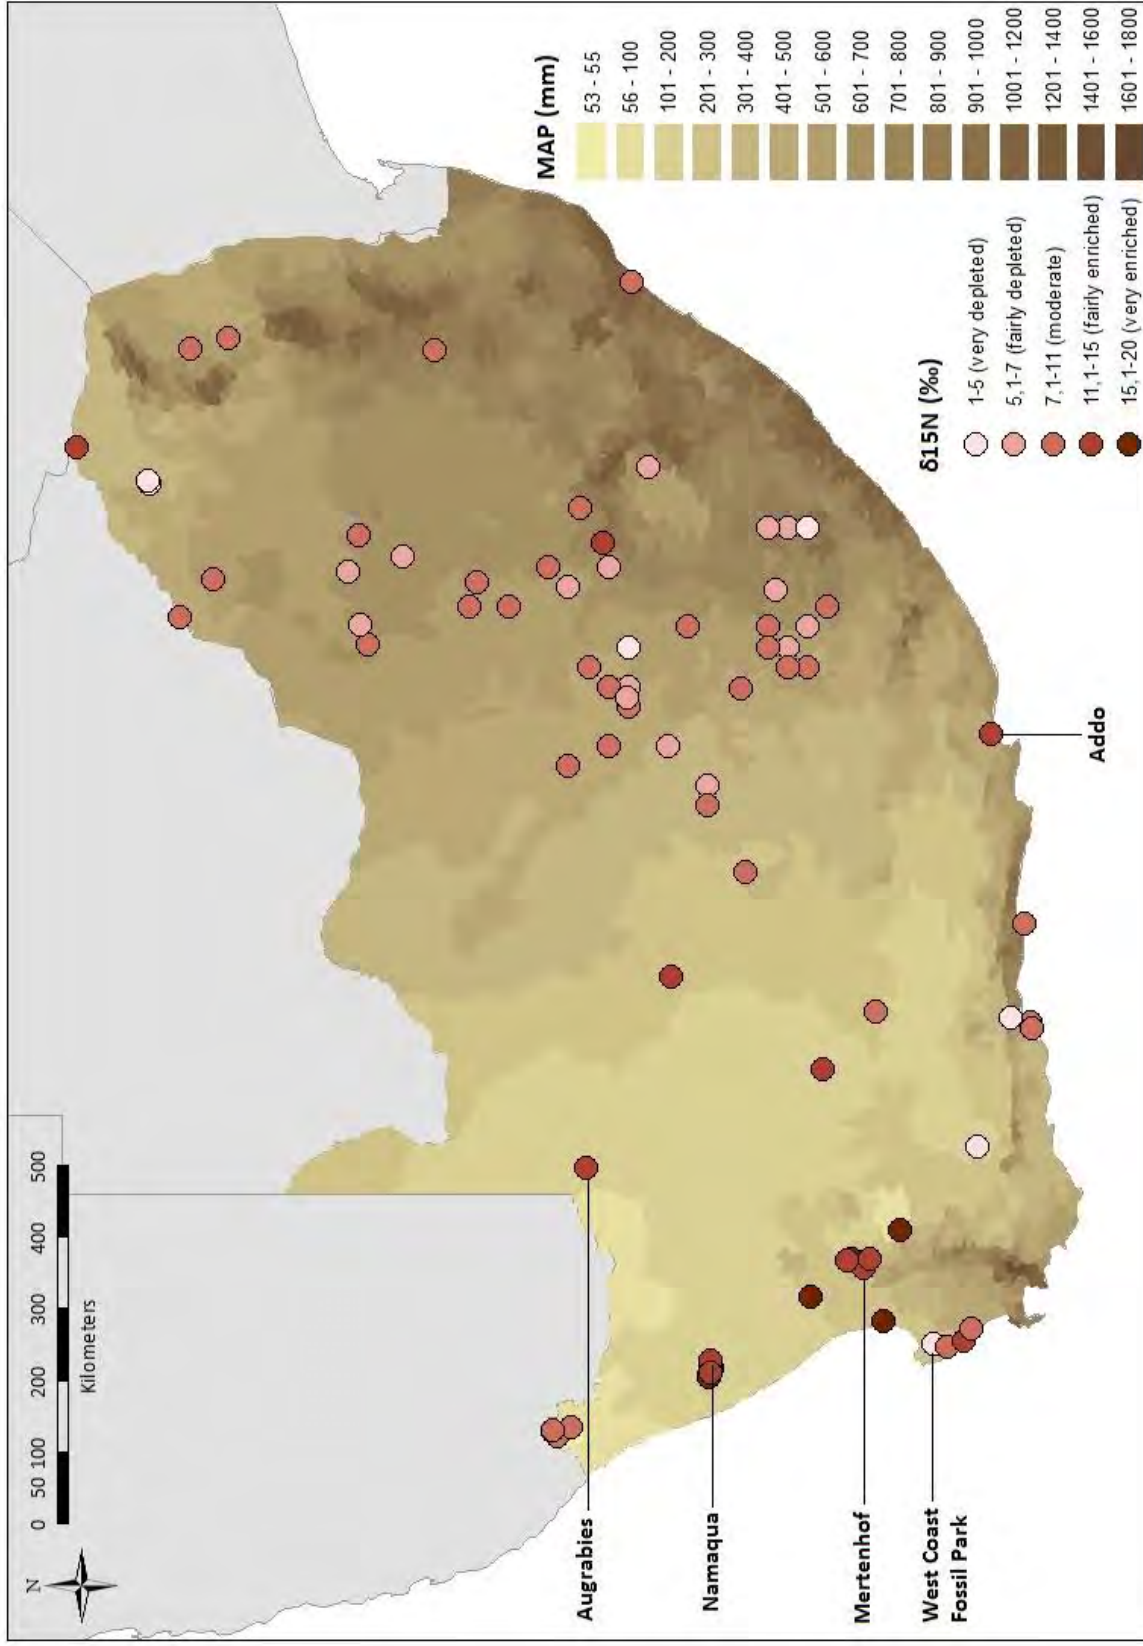 N
0 50 100 200 300 400 500
Kilometers
Augrabies
Namaqua
Mertenhof
West Coast
Fossil Park
Addo
δ15N (‰)
1-5 (very depleted)
5,1-7 (fairly depleted)
7,1-11 (moderate)
11,1-15 (fairly enriched)
15,1-20 (very enriched)
MAP (mm)
53 - 55
56 - 100
101 - 200
201 - 300
301 - 400
401 - 500
501 - 600
601 - 700
701 - 800
801 - 900
901 - 1000
1001 - 1200
1201 - 1400
1401 - 1600
1601 - 1800